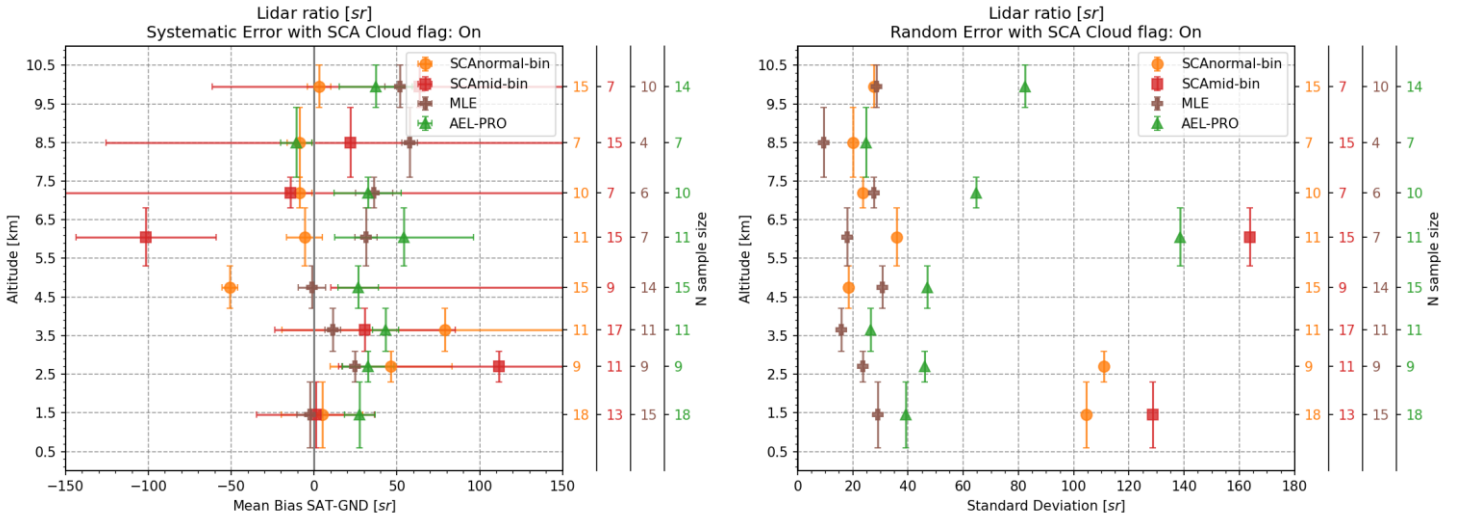 Lidar ratio [sr]
Systematic Error with SCA Cloud flag: On
10.5
9.5
8.5
7.5
6.5
5.5
4.5
3.5
2.5
1.5
0.5
Altitude [km]
−150
−100
−50
0
50
100
150
Mean Bias SAT-GND [sr]
SCAnormal-bin
SCAmid-bin
MLE
AEL-PRO
15 7 10 14
7 15 4 7
10 7 6 10
11 15 7 11
15 9 14 15
11 17 11 11
9 11 9 9
18 13 15 18
N sample size
Lidar ratio [sr]
Random Error with SCA Cloud flag: On
10.5
9.5
8.5
7.5
6.5
5.5
4.5
3.5
2.5
1.5
0.5
Altitude [km]
0
20
40
60
80
100
120
140
160
180
Standard Deviation [sr]
SCAnormal-bin
SCAmid-bin
MLE
AEL-PRO
15 7 10 14
7 15 4 7
10 7 6 10
11 15 7 11
15 9 14 15
11 17 11 11
9 11 9 9
18 13 15 18
N sample size